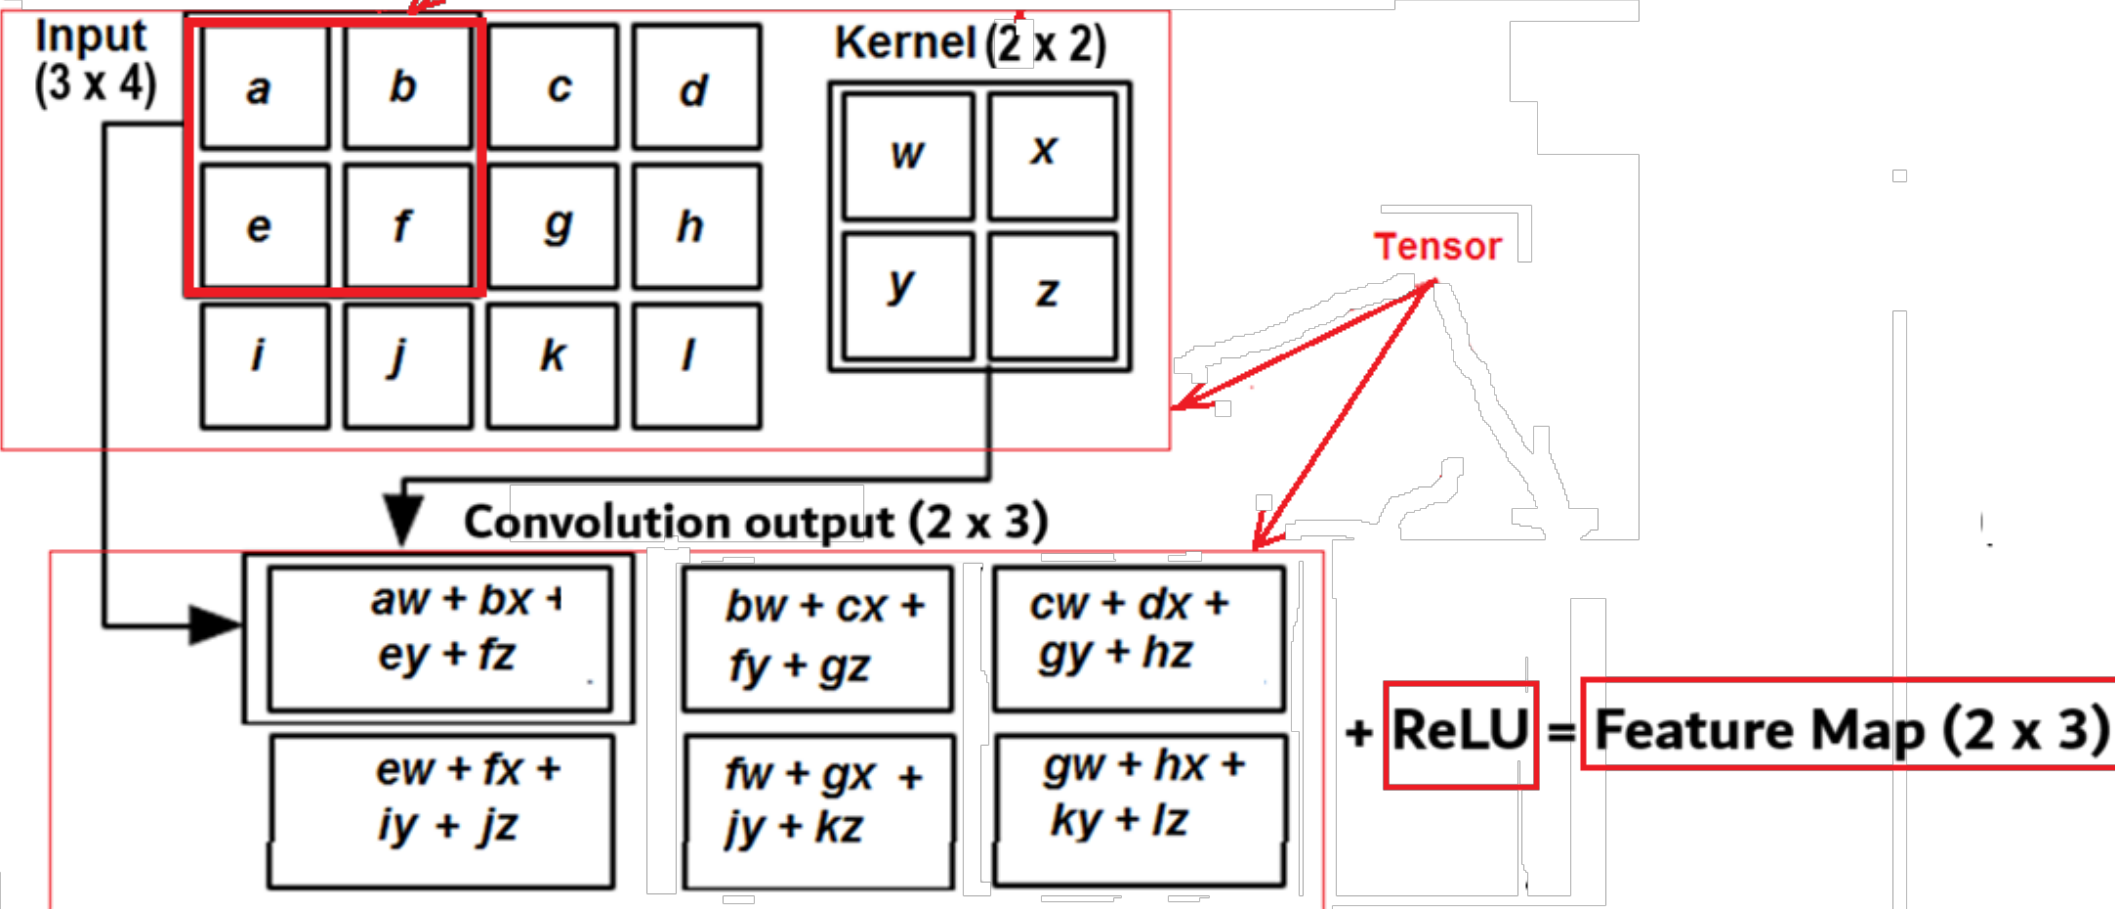 Input
(3 x 4)
a b c d
e f g h
i j k l
Kernel (2 x 2)
w x
y z
Tensor
Convolution output (2 x 3)
aw + bx +
ey + fz
bw + cx +
fy + gz
cw + dx +
gy + hz
ew + fx +
iy + jz
fw + gx +
jy + kz
gw + hx +
ky + lz
+ ReLU = Feature Map (2 x 3)